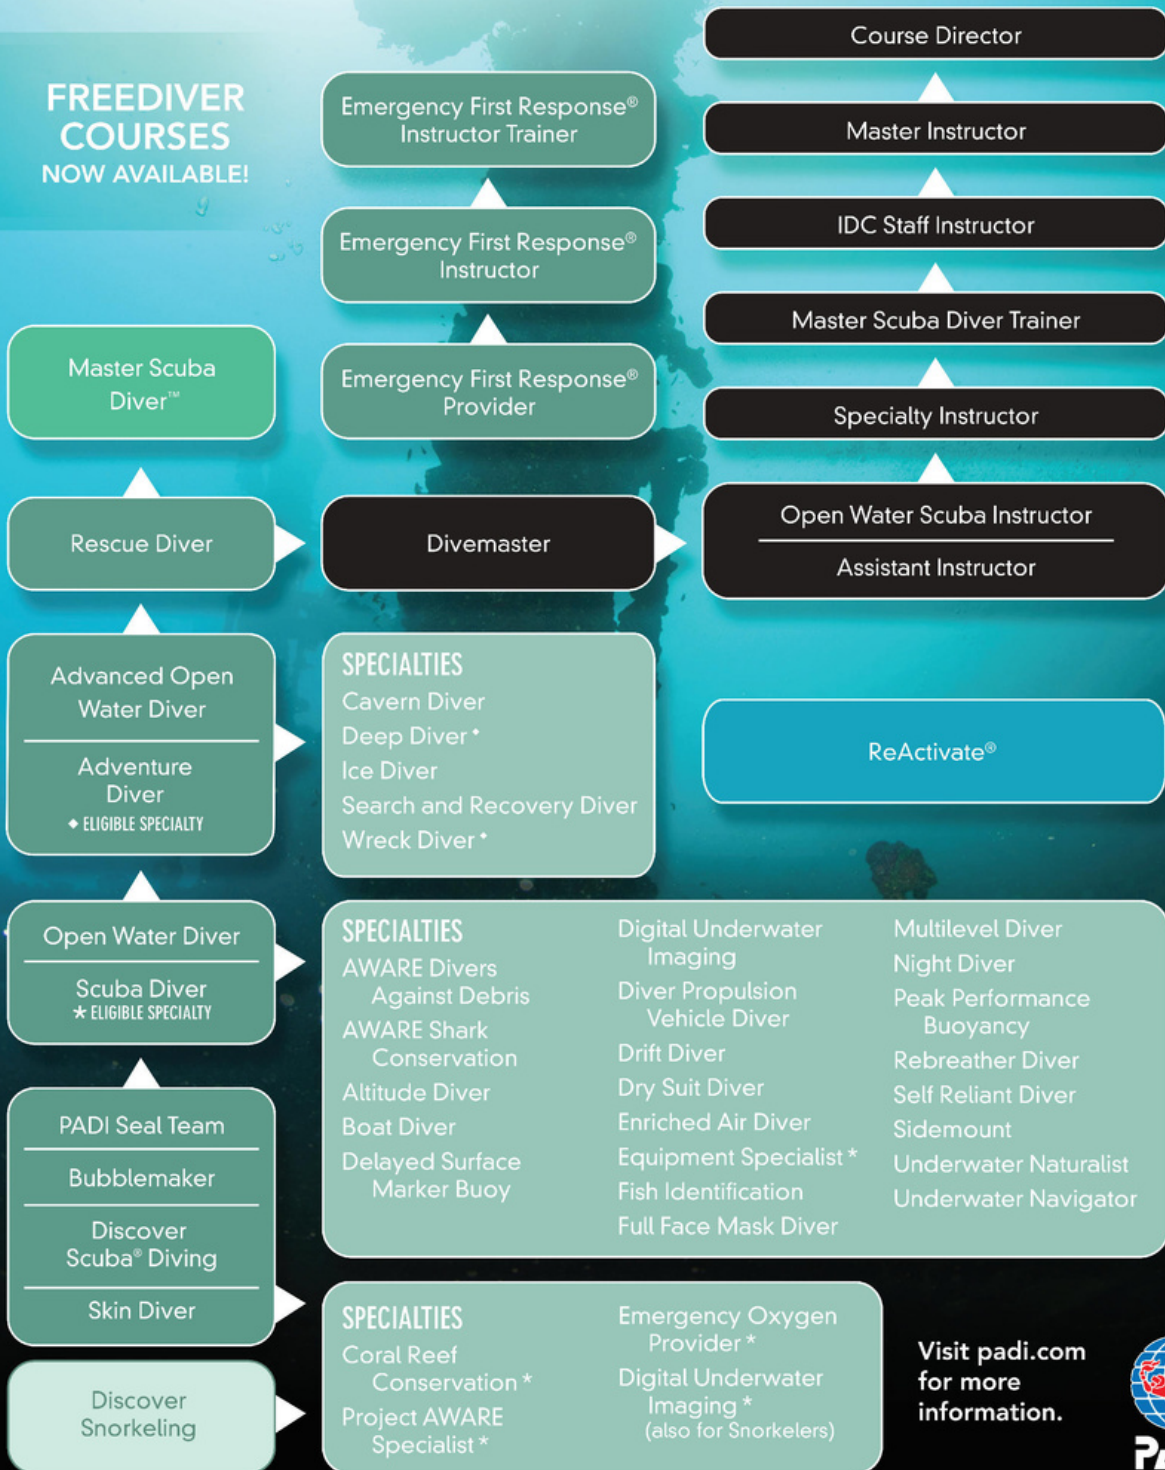 FREEDIVER
COURSES
NOW AVAILABLE!
Emergency First Response®
Instructor Trainer
Emergency First Response®
Instructor
Emergency First Response®
Provider
Course Director
Master Instructor
IDC Staff Instructor
Master Scuba Diver Trainer
Specialty Instructor
Open Water Scuba Instructor
Assistant Instructor
Master Scuba
Diver™
Rescue Diver
Divemaster
Advanced Open
Water Diver
Adventure
Diver
◆ ELIGIBLE SPECIALTY
SPECIALTIES
Cavern Diver
Deep Diver ◆
Ice Diver
Search and Recovery Diver
Wreck Diver ◆
ReActivate®
Open Water Diver
Scuba Diver
★ ELIGIBLE SPECIALTY
SPECIALTIES
AWARE Divers
Against Debris
AWARE Shark
Conservation
Altitude Diver
Boat Diver
Delayed Surface
Marker Buoy
Digital Underwater
Imaging
Diver Propulsion
Vehicle Diver
Drift Diver
Dry Suit Diver
Enriched Air Diver
Equipment Specialist *
Fish Identification
Full Face Mask Diver
Multilevel Diver
Night Diver
Peak Performance
Buoyancy
Rebreather Diver
Self Reliant Diver
Sidemount
Underwater Naturalist
Underwater Navigator
PADI Seal Team
Bubblemaker
Discover
Scuba® Diving
Skin Diver
Discover
Snorkeling
SPECIALTIES
Coral Reef
Conservation *
Project AWARE
Specialist *
Emergency Oxygen
Provider *
Digital Underwater
Imaging *
(also for Snorkelers)
Visit padi.com
for more
information.